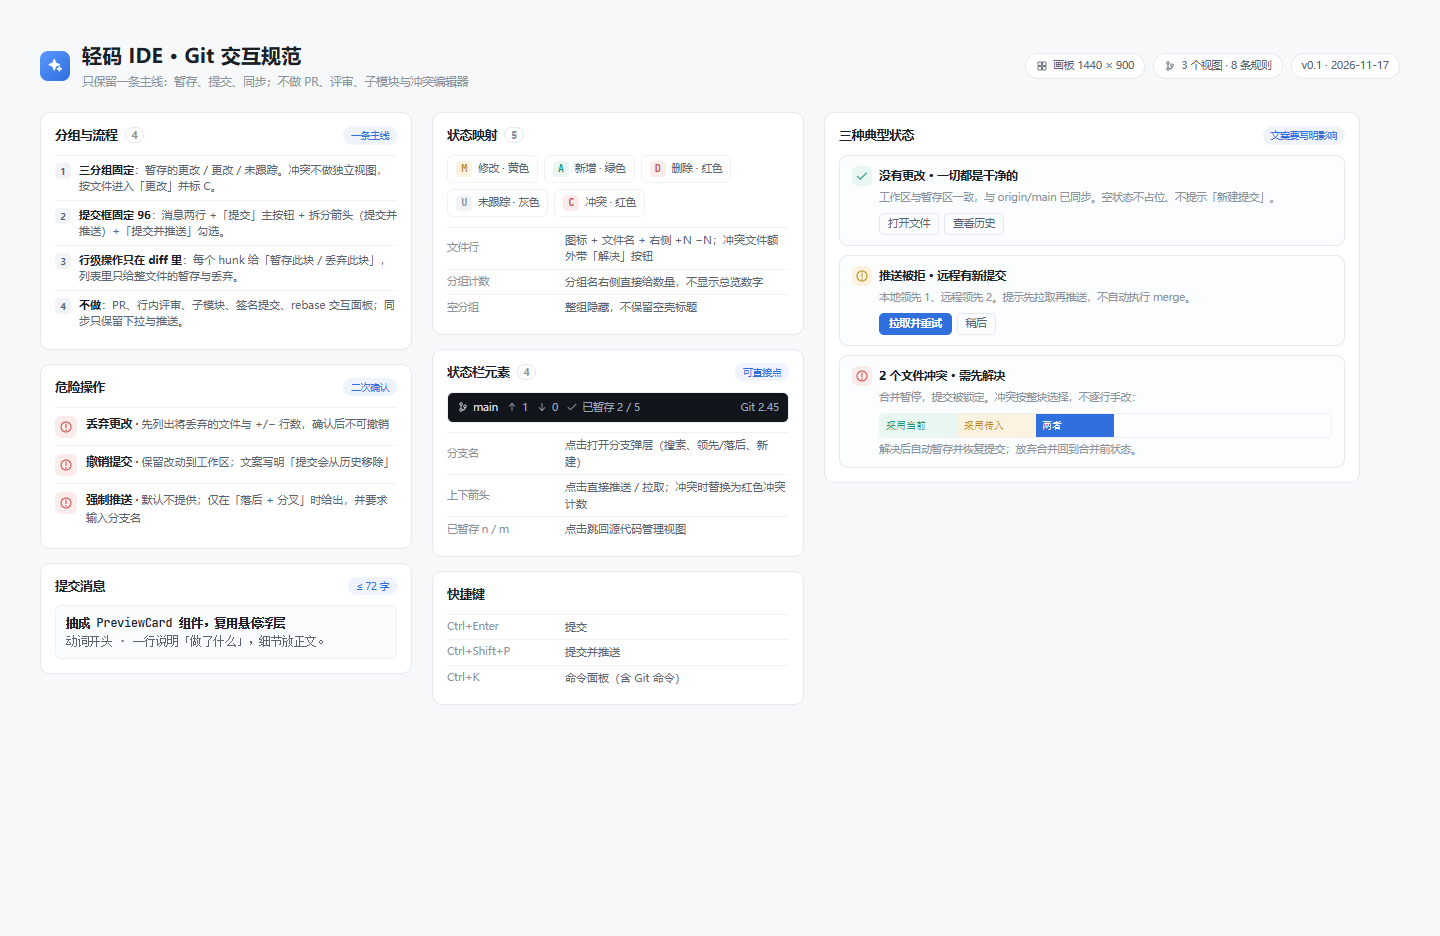 轻码 IDE • Git 交互规范
只保留一条主线：暂存、提交、同步；不做 PR、评审、子模块与冲突编辑器
画板 1440 × 900
3 个视图 · 8 条规则
v0.1 · 2026-11-17
分组与流程 4
一条主线
1 三分组固定：暂存的更改 / 更改 / 未跟踪。冲突不做独立视图，
按文件进入「更改」并标 C。
2 提交框固定 96：消息两行 +「提交」主按钮 + 拆分箭头（提交并
推送）+「提交并推送」勾选。
3 行级操作只在 diff 里：每个 hunk 给「暂存此块 / 丢弃此块」，
列表里只给整文件的暂存与丢弃。
4 不做：PR、行内评审、子模块、签名提交、rebase 交互面板；同
步只保留下拉与推送。
危险操作
二次确认
丢弃更改 · 先列出将丢弃的文件与 +/− 行数，确认后不可撤销
撤销提交 · 保留改动到工作区；文案写明「提交会从历史移除」
强制推送 · 默认不提供；仅在「落后 + 分叉」时给出，并要求
输入分支名
提交消息
≤ 72 字
抽成 PreviewCard 组件，复用悬停浮层
动词开头 · 一行说明「做了什么」，细节放正文。
状态映射 5
M 修改 · 黄色
A 新增 · 绿色
D 删除 · 红色
U 未跟踪 · 灰色
C 冲突 · 红色
文件行
图标 + 文件名 + 右侧 +N −N；冲突文件额
外带「解决」按钮
分组计数
分组名右侧直接给数量，不显示总览数字
空分组
整组隐藏，不保留空壳标题
状态栏元素 4
可直接点
main ↑ 1 ↓ 0 ✓ 已暂存 2 / 5
Git 2.45
分支名
点击打开分支弹层（搜索、领先/落后、新
建）
上下箭头
点击直接推送 / 拉取；冲突时替换为红色冲突
计数
已暂存 n / m
点击跳回源代码管理视图
快捷键
Ctrl+Enter
提交
Ctrl+Shift+P
提交并推送
Ctrl+K
命令面板（含 Git 命令）
三种典型状态
文案要写明影响
没有更改 • 一切都是干净的
工作区与暂存区一致，与 origin/main 已同步。空状态不占位、不提示「新建提交」。
打开文件
查看历史
推送被拒 • 远程有新提交
本地领先 1、远程领先 2。提示先拉取再推送，不自动执行 merge。
拉取并重试
稍后
2 个文件冲突 • 需先解决
合并暂停，提交被锁定。冲突按整块选择，不逐行手改：
采用当前
采用传入
两者
解决后自动暂存并恢复提交；放弃合并回到合并前状态。